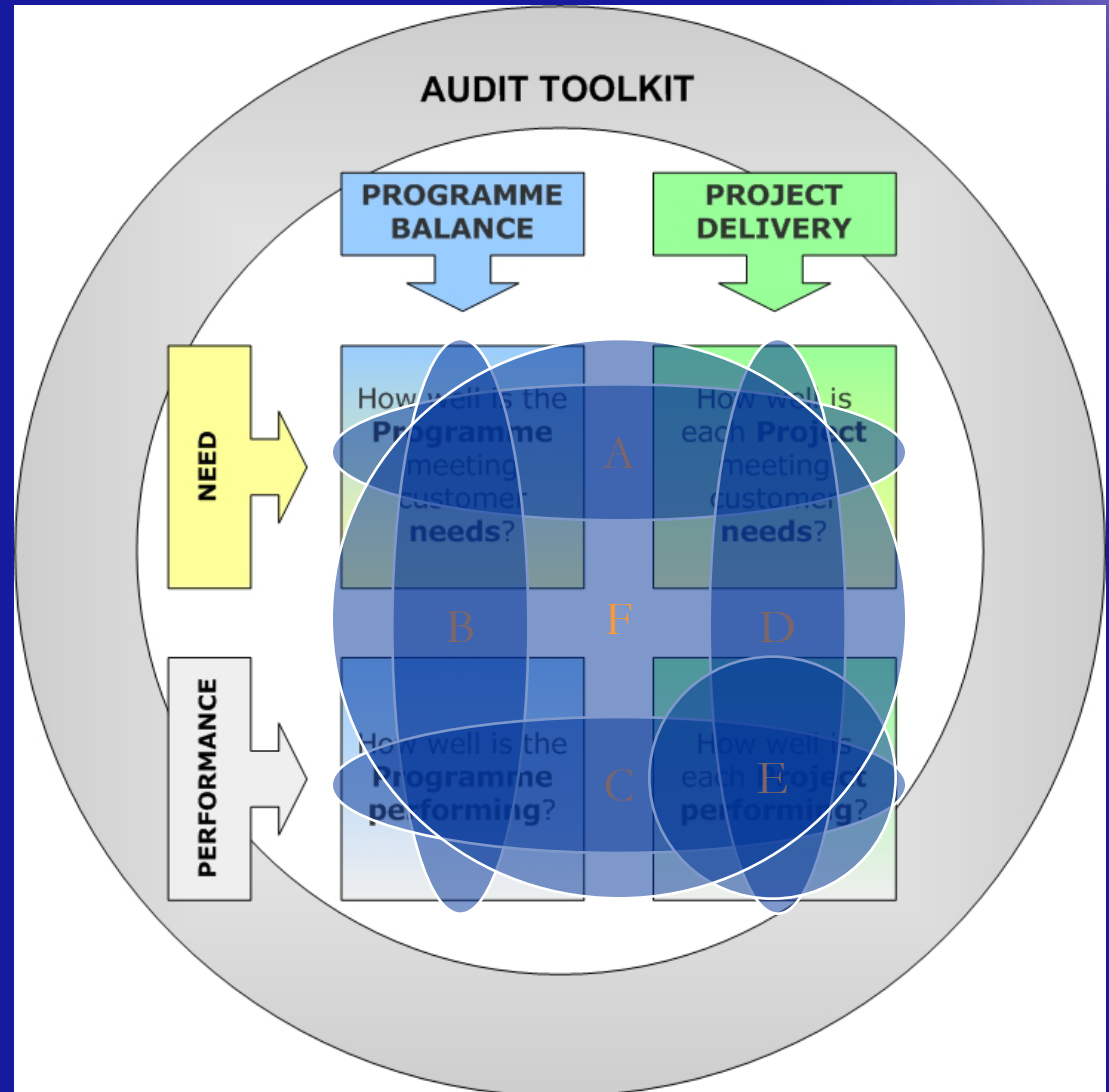 AUDIT TOOLKIT
PROGRAMME
BALANCE
PROJECT
DELIVERY
NEED
How well is the
Programme
meeting
customer
needs?
How well is
each Project
meeting
customer
needs?
A
B
F
D
PERFORMANCE
How well is the
Programme
performing?
How well is
each Project
performing?
C
E